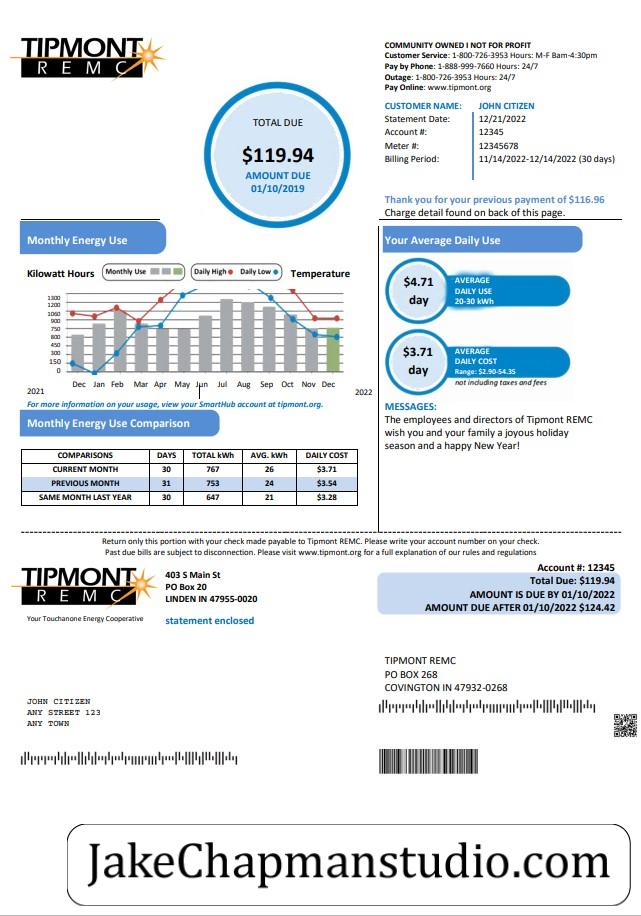 TIPMONT
REMC
COMMUNITY OWNED I NOT FOR PROFIT
Customer Service: 1-800-726-3953 Hours: M-F 8am-4:30pm
Pay by Phone: 1-888-999-7660 Hours: 24/7
Outage: 1-800-726-3953 Hours: 24/7
Pay Online: www.tipmont.org
CUSTOMER NAME: JOHN CITIZEN
Statement Date: 12/21/2022
Account #: 12345
Meter #: 12345678
Billing Period: 11/14/2022-12/14/2022 (30 days)
TOTAL DUE
$119.94
AMOUNT DUE
01/10/2019
Thank you for your previous payment of $116.96
Charge detail found on back of this page.
Monthly Energy Use
Kilowatt Hours Monthly Use Daily High Daily Low Temperature
1300
1200
1060
900
750
600
450
300
150
0
Dec Jan Feb Mar Apr May Jun Jul Aug Sep Oct Nov Dec
2021 2022
For more information on your usage, view your SmartHub account at tipmont.org.
Your Average Daily Use
$4.71
day
AVERAGE
DAILY USE
20-30 kWh
$3.71
day
AVERAGE
DAILY COST
Range: $2.90-$4.35
not including taxes and fees
MESSAGES:
The employees and directors of Tipmont REMC
wish you and your family a joyous holiday
season and a happy New Year!
Monthly Energy Use Comparison
COMPARISONS DAYS TOTAL kWh AVG. kWh DAILY COST
CURRENT MONTH 30 767 26 $3.71
PREVIOUS MONTH 31 753 24 $3.54
SAME MONTH LAST YEAR 30 647 21 $3.28
Return only this portion with your check made payable to Tipmont REMC. Please write your account number on your check.
Past due bills are subject to disconnection. Please visit www.tipmont.org for a full explanation of our rules and regulations
TIPMONT
REMC
Your Touchanone Energy Cooperative
403 S Main St
PO Box 20
LINDEN IN 47955-0020
statement enclosed
Account #: 12345
Total Due: $119.94
AMOUNT IS DUE BY 01/10/2022
AMOUNT DUE AFTER 01/10/2022 $124.42
TIPMONT REMC
PO BOX 268
COVINGTON IN 47932-0268
JOHN CITIZEN
ANY STREET 123
ANY TOWN
JakeChapmanstudio.com